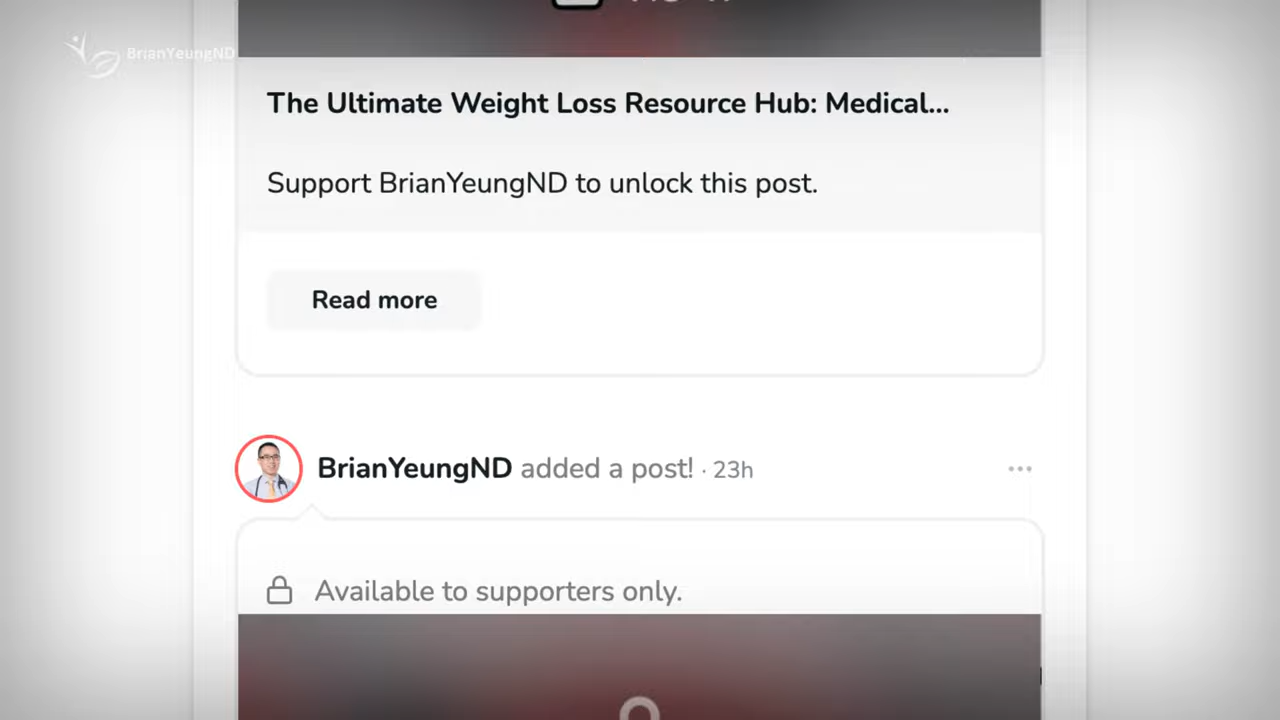 BrianYeungND
The Ultimate Weight Loss Resource Hub: Medical...
Support BrianYeungND to unlock this post.
Read more
BrianYeungND added a post! · 23h
Available to supporters only.